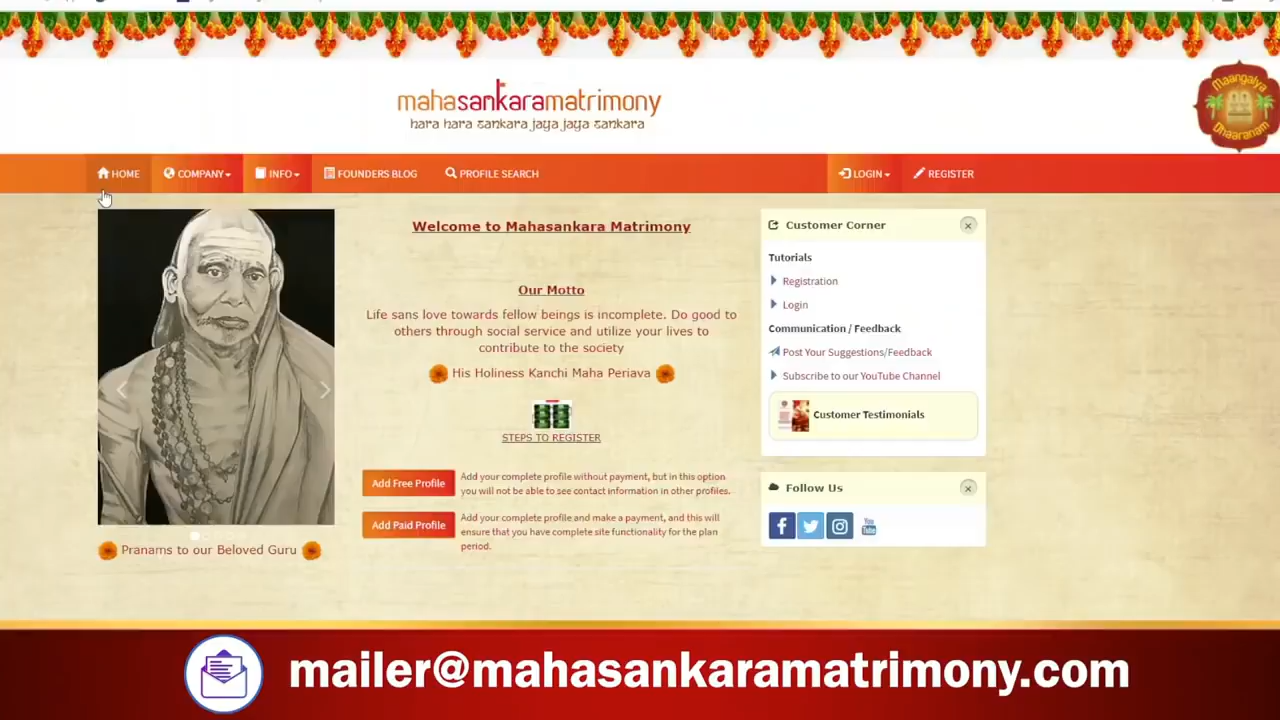 Maangalya
Dhaaranam
mahasankaramatrimony
hara hara sankara jaya jaya sankara
HOME
COMPANY
INFO
FOUNDERS BLOG
PROFILE SEARCH
LOGIN
REGISTER
Welcome to Mahasankara Matrimony
Our Motto
Life sans love towards fellow beings is incomplete. Do good to
others through social service and utilize your lives to
contribute to the society
His Holiness Kanchi Maha Periava
STEPS TO REGISTER
Add Free Profile
Add your complete profile without payment, but in this option
you will not be able to see contact information in other profiles.
Add Paid Profile
Add your complete profile and make a payment, and this will
ensure that you have complete site functionality for the plan
period.
Pranams to our Beloved Guru
Customer Corner
Tutorials
Registration
Login
Communication / Feedback
Post Your Suggestions/Feedback
Subscribe to our YouTube Channel
Customer Testimonials
Follow Us
You
Tube
mailer@mahasankaramatrimony.com